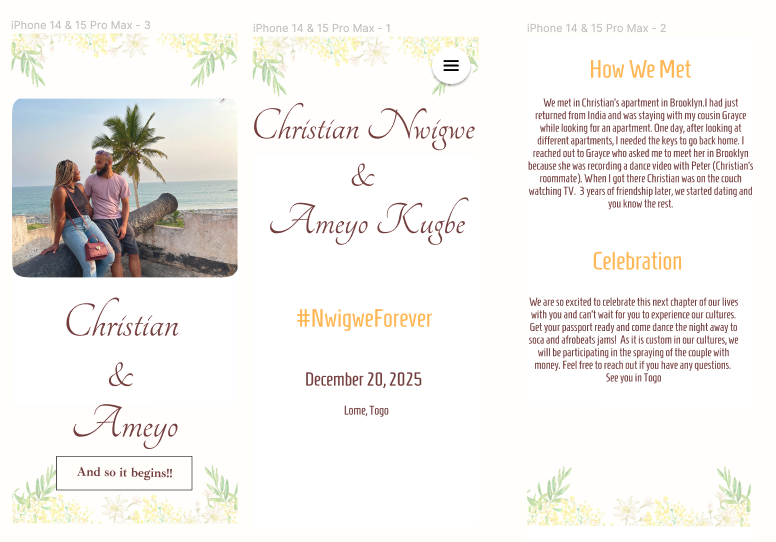 iPhone 14 & 15 Pro Max - 3
Christian
&
Ameyo
And so it begins!!
iPhone 14 & 15 Pro Max - 1
Christian Nwigwe
&
Ameyo Kugbe
#NwigweForever
December 20, 2025
Lome, Togo
iPhone 14 & 15 Pro Max - 2
How We Met
We met in Christian's apartment in Brooklyn.I had just
returned from India and was staying with my cousin Grayce
while looking for an apartment. One day, after looking at
different apartments, I needed the keys to go back home. I
reached out to Grayce who asked me to meet her in Brooklyn
because she was recording a dance video with Peter (Christian's
roommate). When I got there Christian was on the couch
watching TV. 3 years of friendship later, we started dating and
you know the rest.
Celebration
We are so excited to celebrate this next chapter of our lives
with you and can't wait for you to experience our cultures.
Get your passport ready and come dance the night away to
soca and afrobeats jams! As it is custom in our cultures, we
will be participating in the spraying of the couple with
money. Feel free to reach out if you have any questions.
See you in Togo